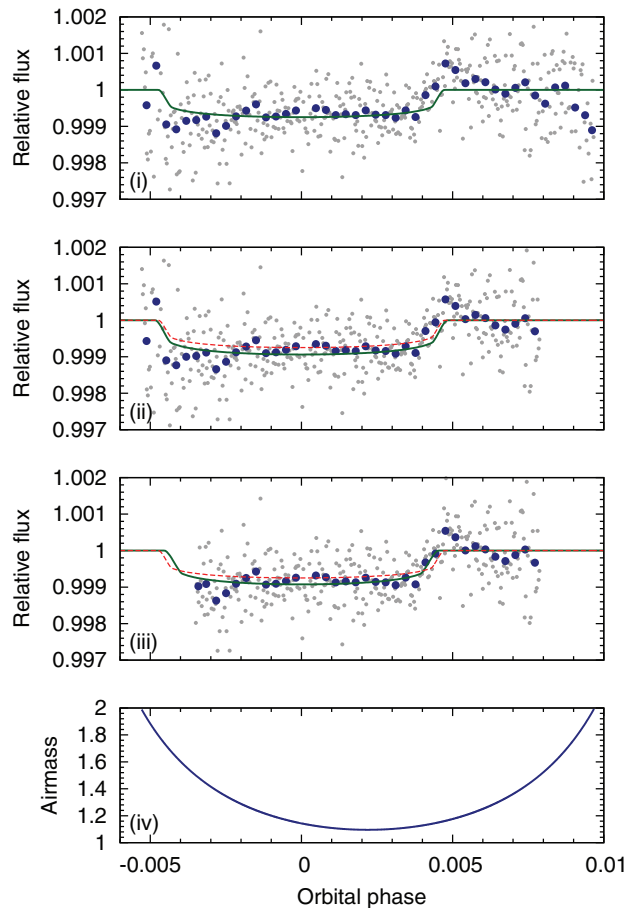 1.002
1.001
1
0.999
0.998
0.997
Relative flux
(i)
1.002
1.001
1
0.999
0.998
0.997
Relative flux
(ii)
1.002
1.001
1
0.999
0.998
0.997
Relative flux
(iii)
2
1.8
1.6
1.4
1.2
1
Airmass
(iv)
-0.005 0 0.005 0.01
Orbital phase